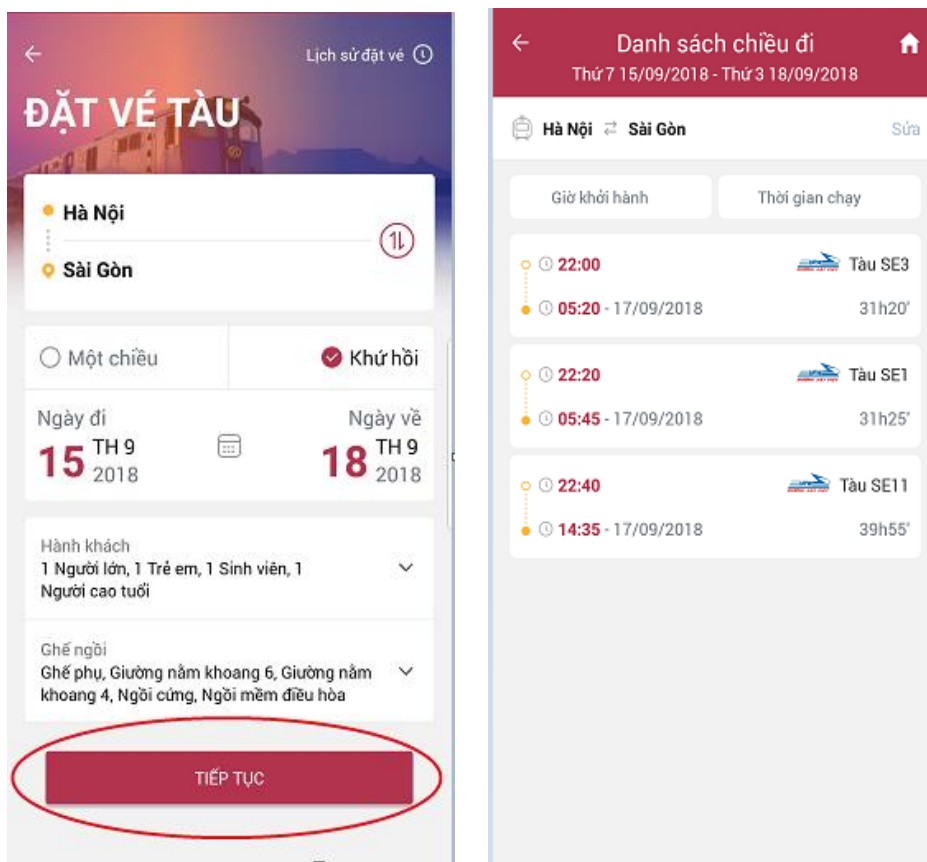 Lịch sử đặt vé
ĐẶT VÉ TÀU
Hà Nội
Sài Gòn
Một chiều
Khứ hồi
Ngày đi
15 TH 9
2018
Ngày về
18 TH 9
2018
Hành khách
1 Người lớn, 1 Trẻ em, 1 Sinh viên, 1
Người cao tuổi
Ghế ngồi
Ghế phụ, Giường nằm khoang 6, Giường nằm
khoang 4, Ngồi cứng, Ngồi mềm điều hòa
TIẾP TỤC
Danh sách chiều đi
Thứ 7 15/09/2018 - Thứ 3 18/09/2018
Hà Nội ⇄ Sài Gòn
Sửa
Giờ khởi hành
Thời gian chạy
22:00
Tàu SE3
05:20 - 17/09/2018
31h20'
22:20
Tàu SE1
05:45 - 17/09/2018
31h25'
22:40
Tàu SE11
14:35 - 17/09/2018
39h55'